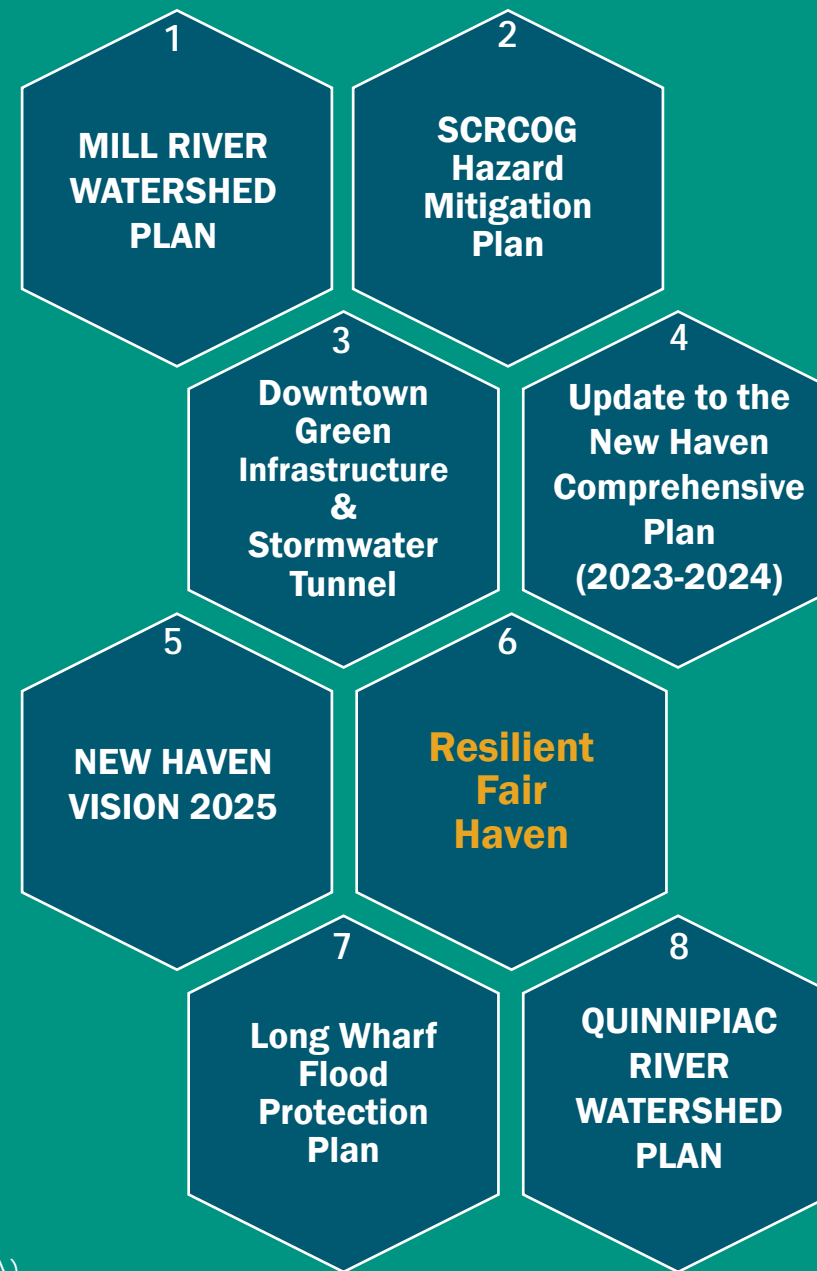 1
MILL RIVER
WATERSHED
PLAN
2
SCRCOG
Hazard
Mitigation
Plan
3
Downtown
Green
Infrastructure
&
Stormwater
Tunnel
4
Update to the
New Haven
Comprehensive
Plan
(2023-2024)
5
NEW HAVEN
VISION 2025
6
Resilient
Fair
Haven
7
Long Wharf
Flood
Protection
Plan
8
QUINNIPIAC
RIVER
WATERSHED
PLAN